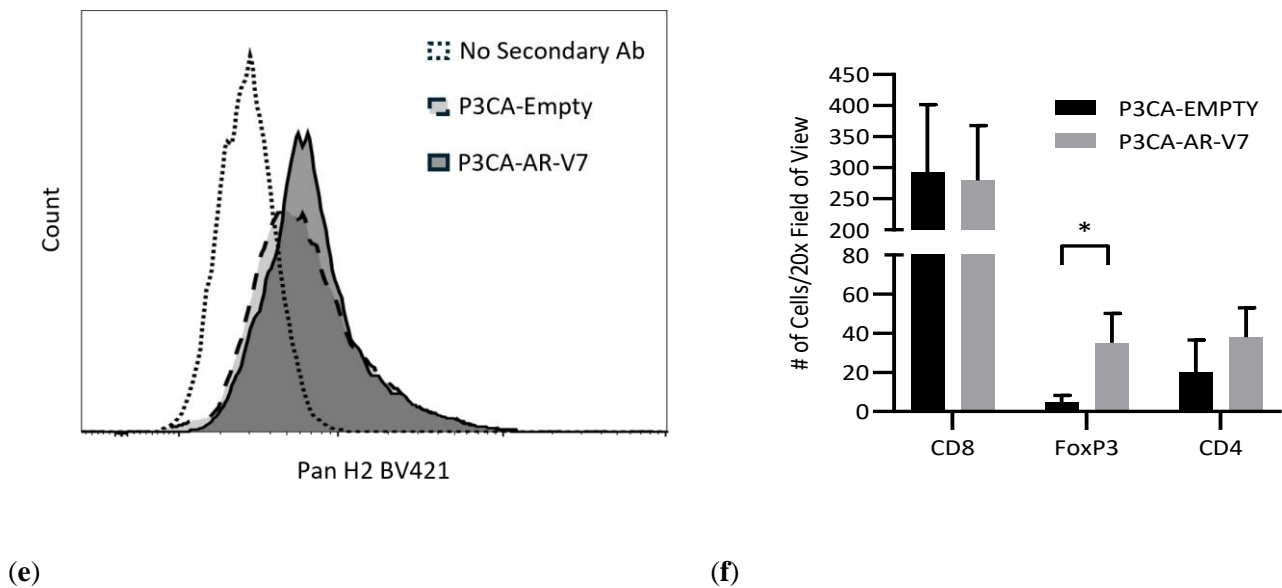 No Secondary Ab
P3CA-Empty
P3CA-AR-V7
Count
Pan H2 BV421
(e)
P3CA-EMPTY
P3CA-AR-V7
# of Cells/20x Field of View
450
400
350
300
250
200
80
60
40
20
0
*
CD8
FoxP3
CD4
(f)